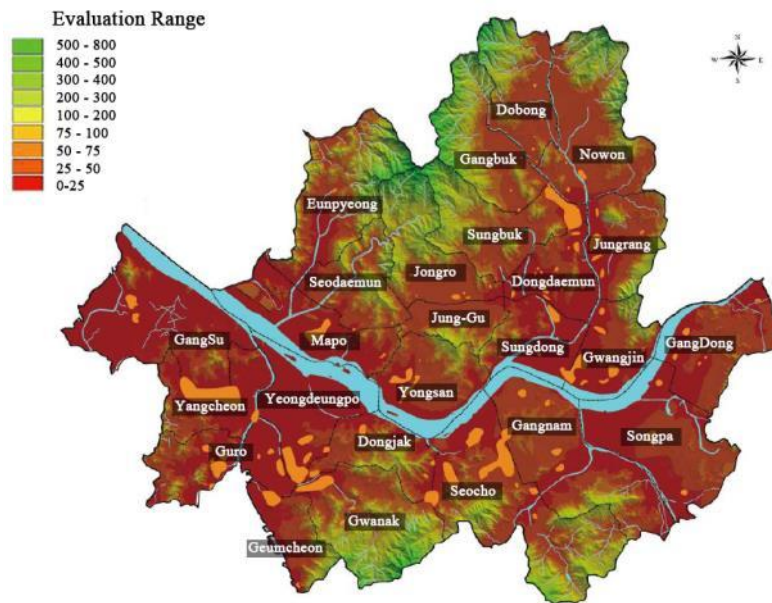 Evaluation Range
500 - 800
400 - 500
300 - 400
200 - 300
100 - 200
75 - 100
50 - 75
25 - 50
0-25
N
W E
S
Dobong
Gangbuk
Nowon
Eunpyeong
Sungbuk
Jungrang
Jongro
Seodaemun
Dongdaemun
Jung-Gu
GangSu
Mapo
Sungdong
GangDong
Gwangjin
Yongsan
Yangcheon
Yeongdeungpo
Gangnam
Dongjak
Songpa
Guro
Seocho
Gwanak
Geumcheon